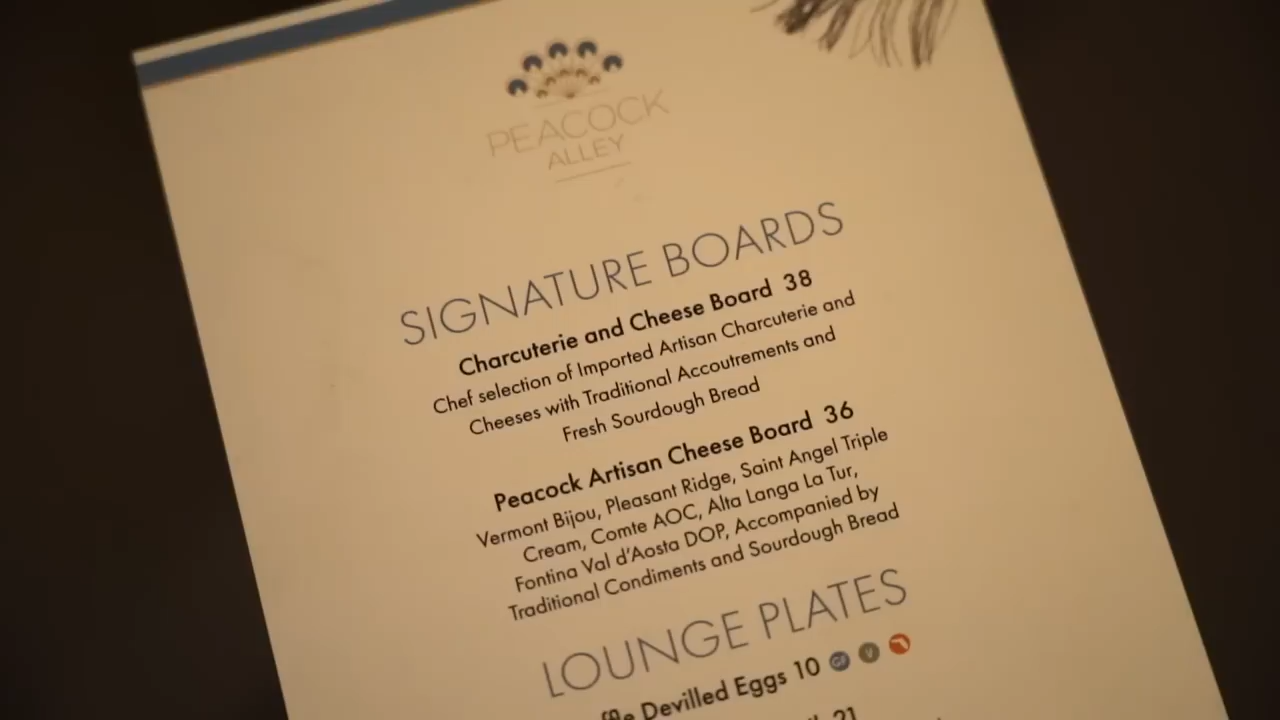 PEACOCK
ALLEY
SIGNATURE BOARDS
Charcuterie and Cheese Board 38
Chef selection of Imported Artisan Charcuterie and
Cheeses with Traditional Accoutrements and
Fresh Sourdough Bread
Peacock Artisan Cheese Board 36
Vermont Bijou, Pleasant Ridge, Saint Angel Triple
Cream, Comte AOC, Alta Langa La Tur,
Fontina Val d'Aosta DOP, Accompanied by
Traditional Condiments and Sourdough Bread
LOUNGE PLATES
Devilled Eggs 10 GF V
21